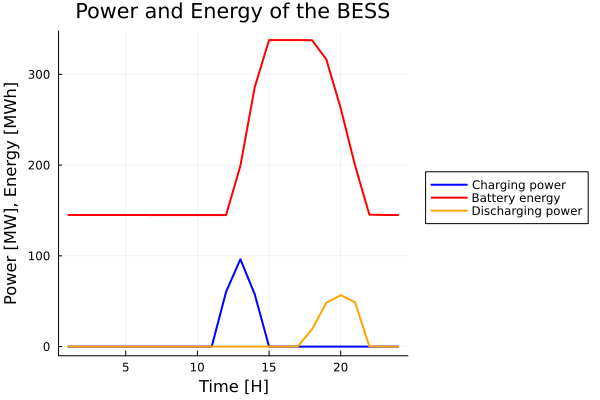 Power and Energy of the BESS
Power [MW], Energy [MWh]
300
200
100
0
5 10 15 20
Time [H]
Charging power
Battery energy
Discharging power